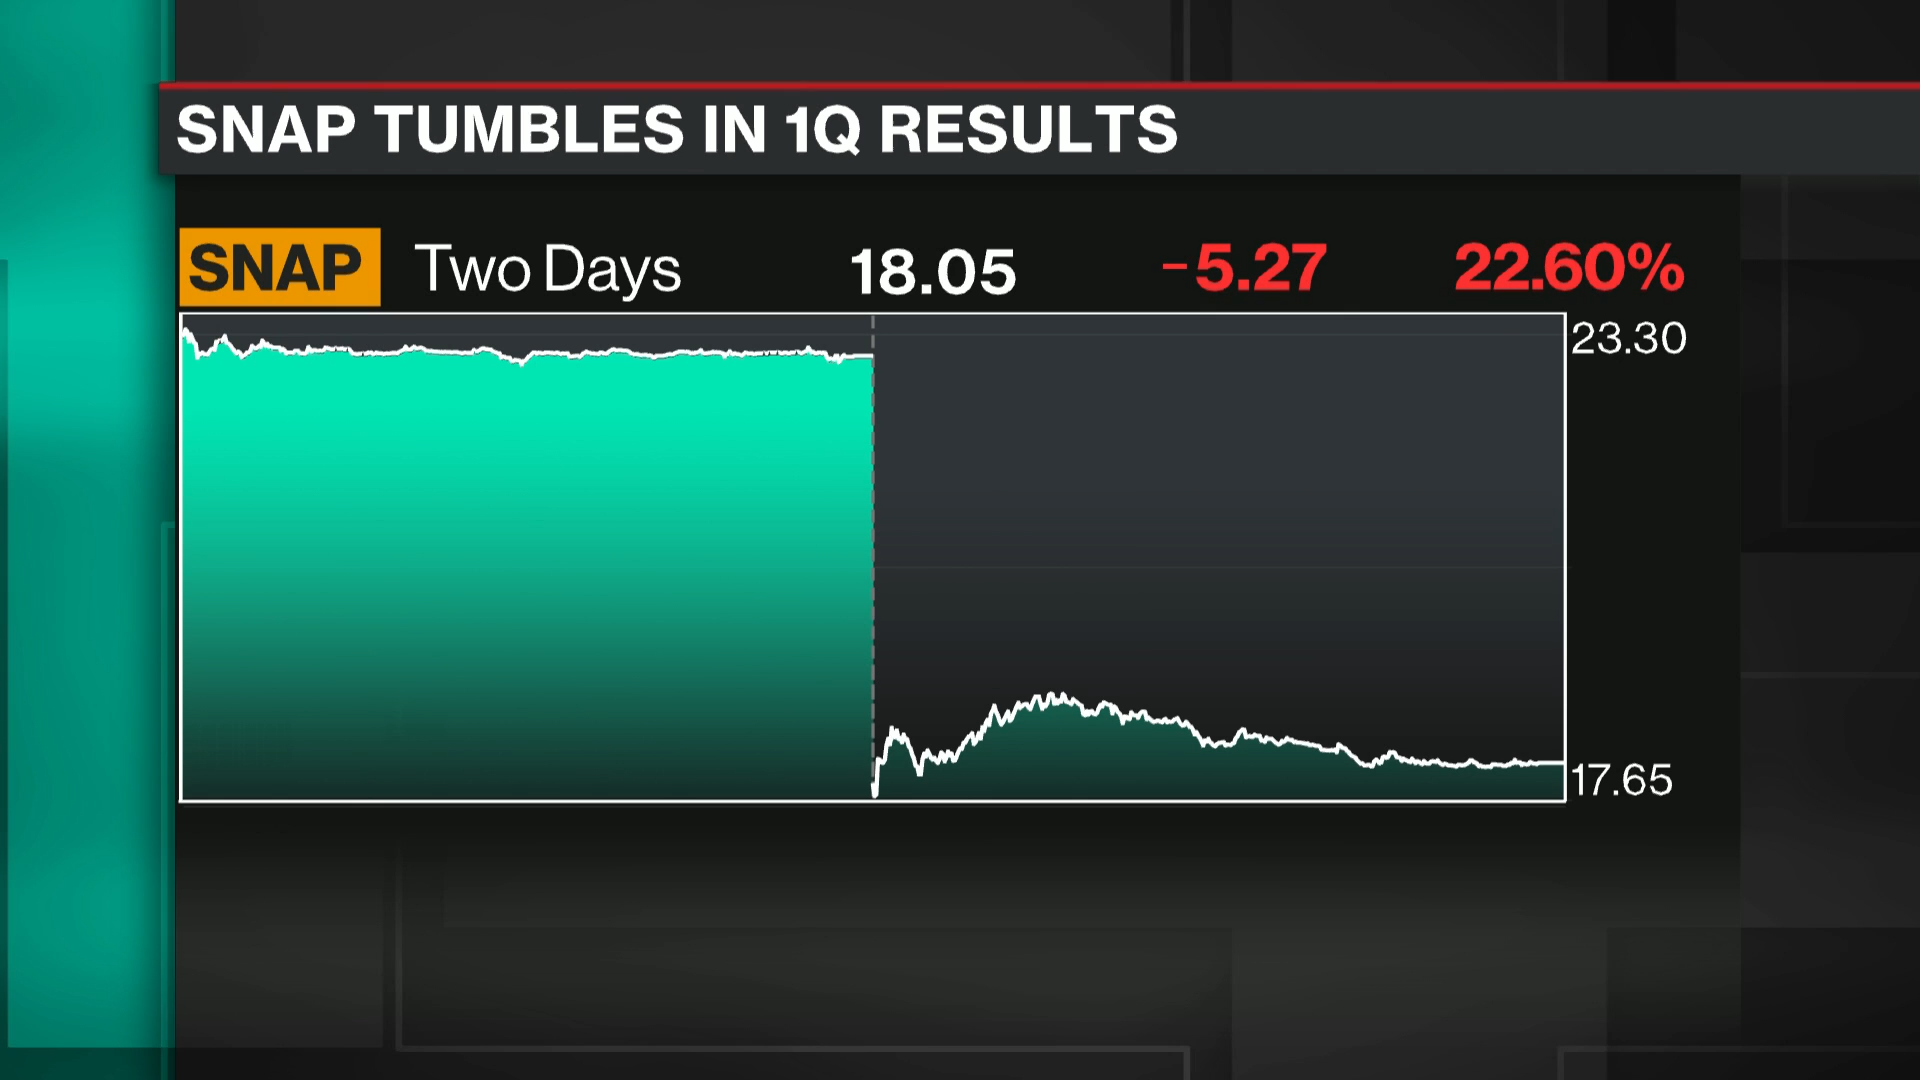 SNAP TUMBLES IN 1Q RESULTS
SNAP Two Days 18.05 -5.27 22.60%
23.30
17.65